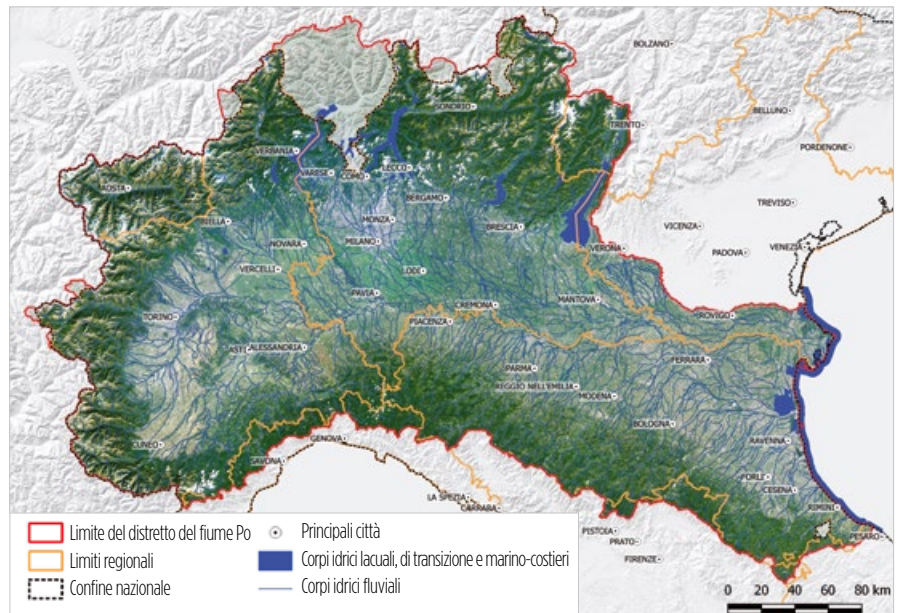 BOLZANO
SONDRIO
BELLUNO
TRENTO
PORDENONE
VERBANIA
VARESE
COMO
LECCO
AOSTA
BERGAMO
TREVISO
BIELLA
MONZA
BRESCIA
VICENZA
NOVARA
MILANO
VERONA
PADOVA
VENEZIA
VERCELLI
LODI
PAVIA
CREMONA
MANTOVA
TORINO
PIACENZA
ROVIGO
ASTI
ALESSANDRIA
FERRARA
PARMA
REGGIO NELL'EMILIA
MODENA
BOLOGNA
CUNEO
GENOVA
RAVENNA
SAVONA
FORLÌ
CESENA
LA SPEZIA
RIMINI
CARRARA
PISTOIA
PESARO
PRATO
FIRENZE
Limite del distretto del fiume Po
Principali città
Limiti regionali
Corpi idrici lacuali, di transizione e marino-costieri
Confine nazionale
Corpi idrici fluviali
0 20 40 60 80 km